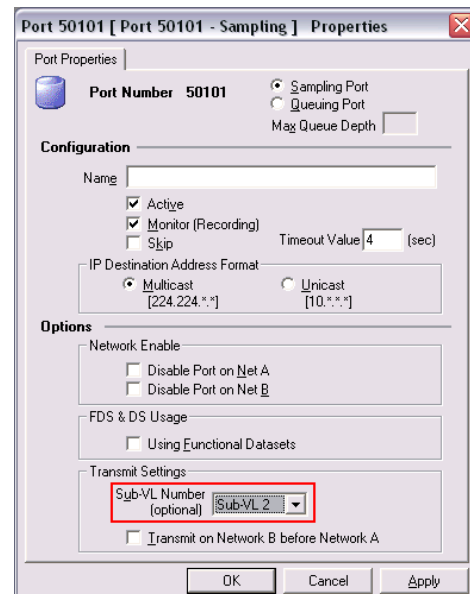 Port 50101 [ Port 50101 - Sampling ] Properties
Port Properties
Port Number 50101
Sampling Port
Queuing Port
Max Queue Depth
Configuration
Name
Active
Monitor (Recording)
Skip
Timeout Value 4 (sec)
IP Destination Address Format
Multicast
[224.224.*.*]
Unicast
[10.*.*.*]
Options
Network Enable
Disable Port on Net A
Disable Port on Net B
FDS & DS Usage
Using Functional Datasets
Transmit Settings
Sub-VL Number
(optional)
Sub-VL 2
Transmit on Network B before Network A
OK Cancel Apply